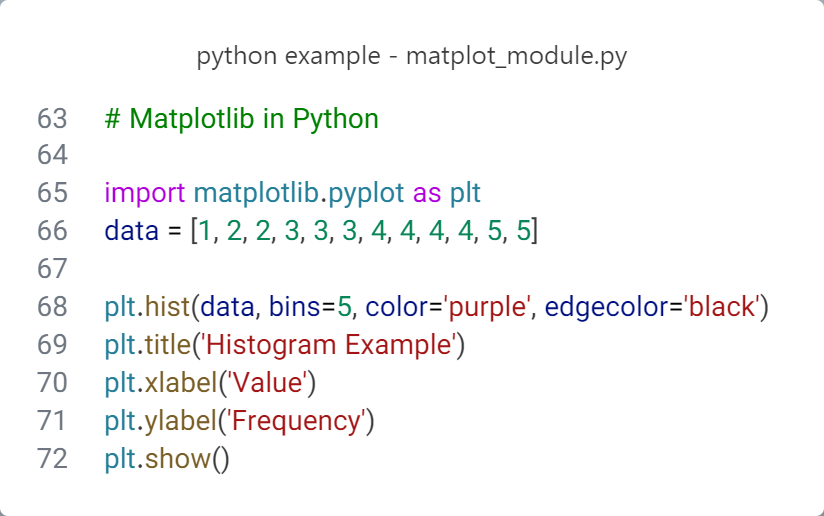 python example - matplot_module.py
63 # Matplotlib in Python
64
65 import matplotlib.pyplot as plt
66 data = [1, 2, 2, 3, 3, 3, 4, 4, 4, 4, 5, 5]
67
68 plt.hist(data, bins=5, color='purple', edgecolor='black')
69 plt.title('Histogram Example')
70 plt.xlabel('Value')
71 plt.ylabel('Frequency')
72 plt.show()